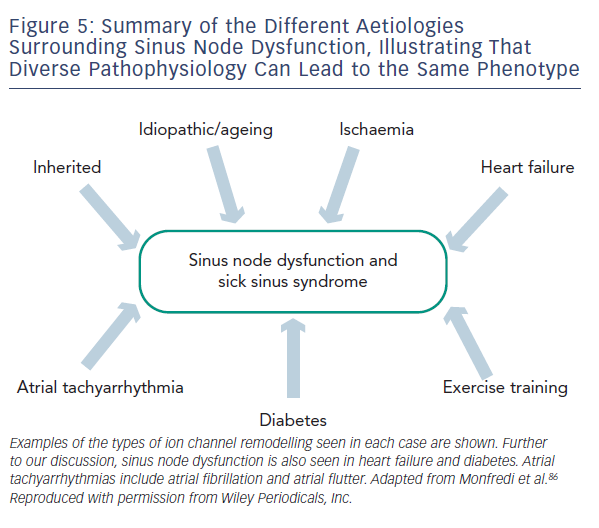 Figure 5: Summary of the Different Aetiologies
Surrounding Sinus Node Dysfunction, Illustrating That
Diverse Pathophysiology Can Lead to the Same Phenotype
Idiopathic/ageing
Ischaemia
Inherited
Heart failure
Sinus node dysfunction and
sick sinus syndrome
Atrial tachyarrhythmia
Exercise training
Diabetes
Examples of the types of ion channel remodelling seen in each case are shown. Further
to our discussion, sinus node dysfunction is also seen in heart failure and diabetes. Atrial
tachyarrhythmias include atrial fibrillation and atrial flutter. Adapted from Monfredi et al.⁸⁶
Reproduced with permission from Wiley Periodicals, Inc.